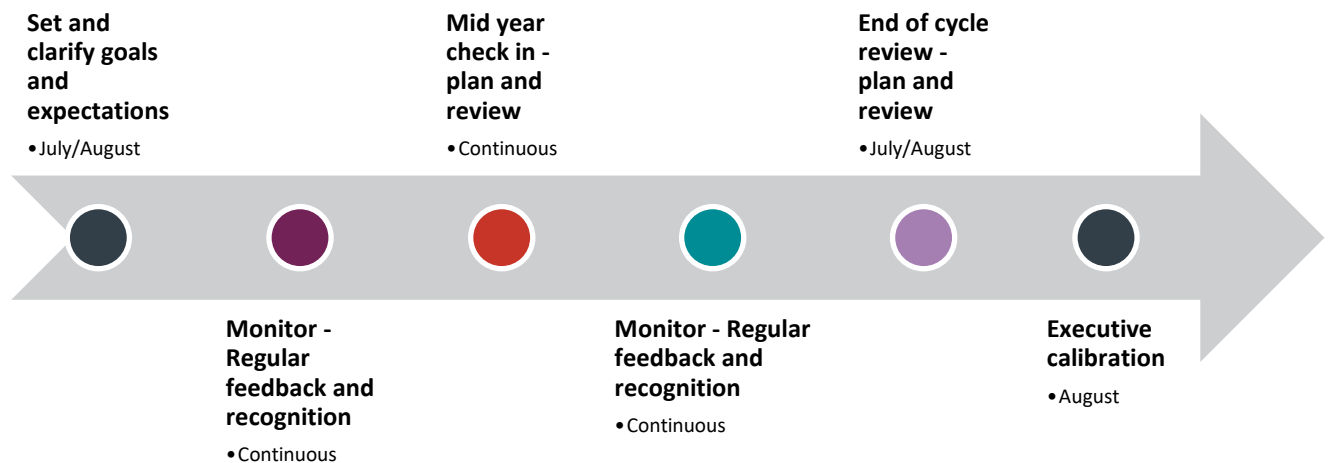 Set and
clarify goals
and
expectations
•July/August
Monitor -
Regular
feedback and
recognition
•Continuous
Mid year
check in -
plan and
review
•Continuous
Monitor - Regular
feedback and
recognition
•Continuous
End of cycle
review -
plan and
review
•July/August
Executive
calibration
•August